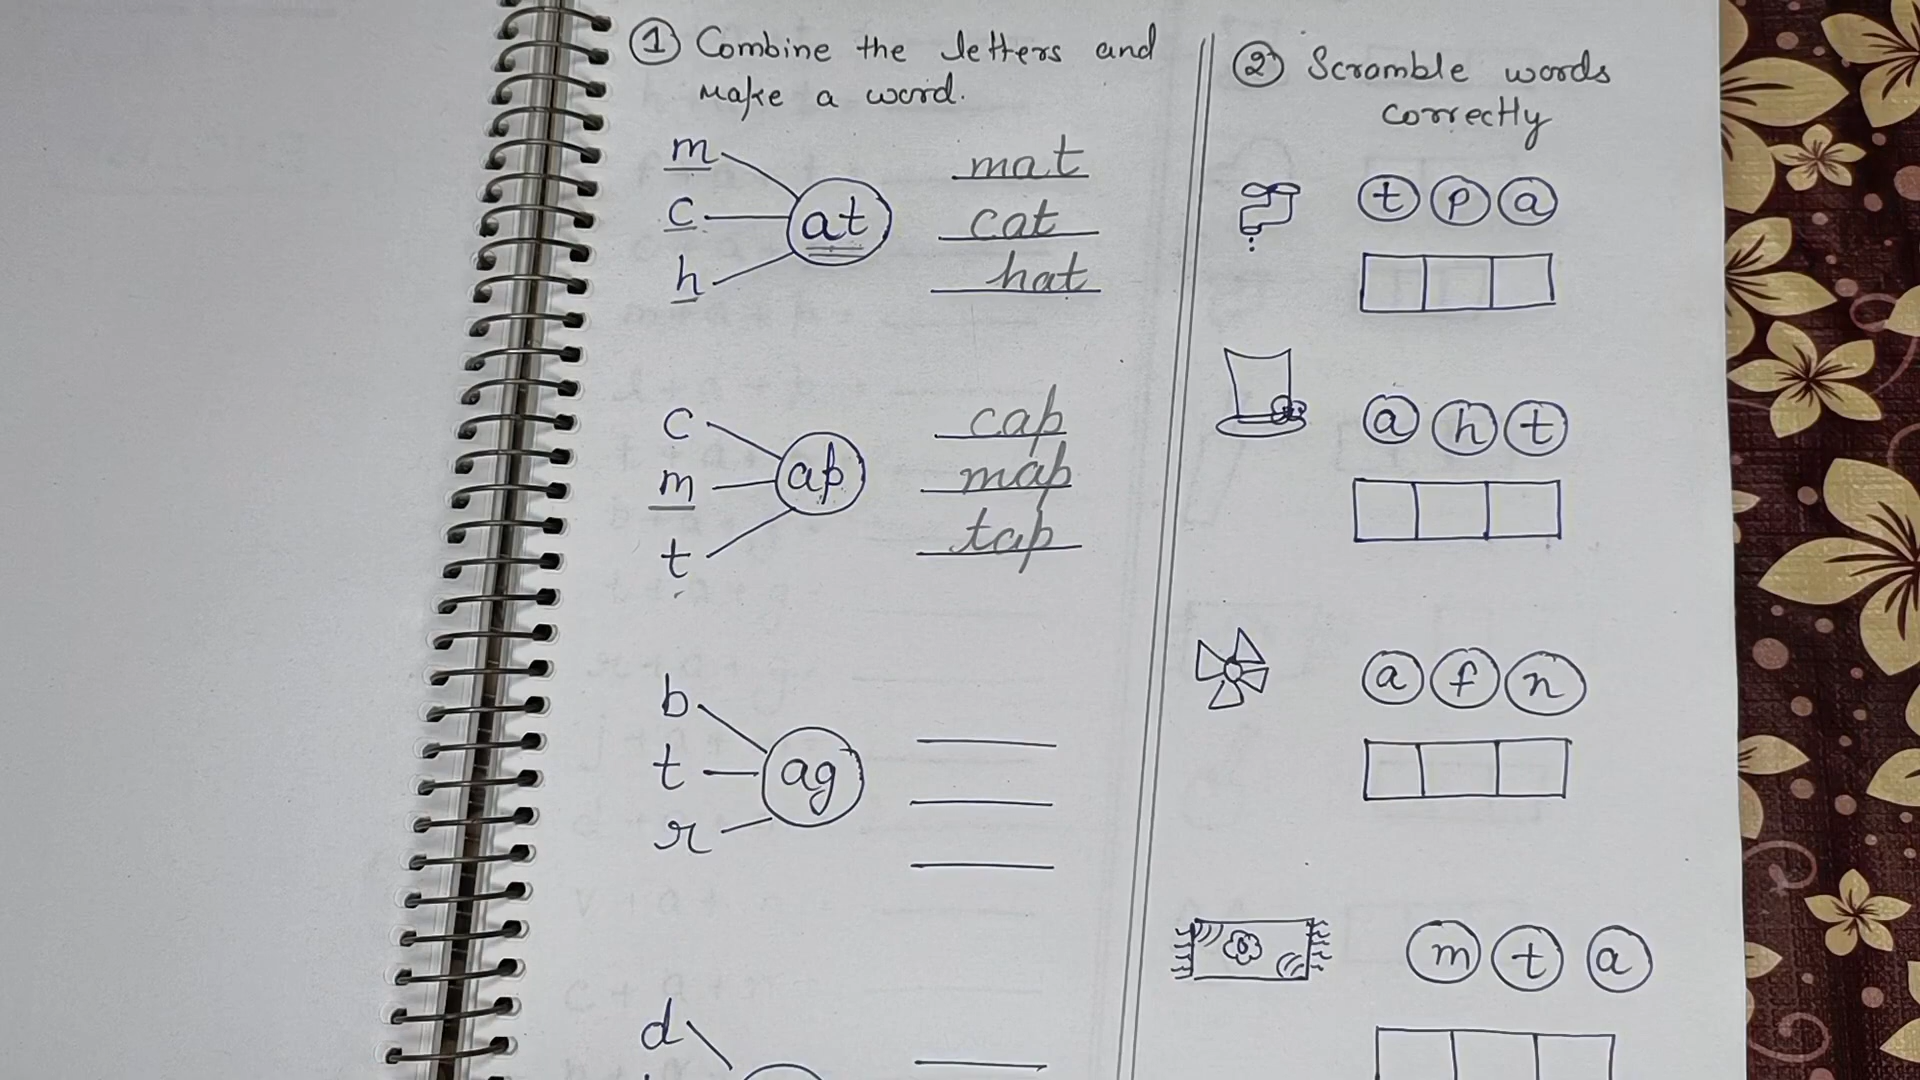 1 Combine the letters and
make a word.
m
c
h
at
mat
cat
hat
c
m
t
ap
cap
map
tap
b
t
r
ag
d
2 Scramble words
correctly
t p a
a h t
a f n
m t a